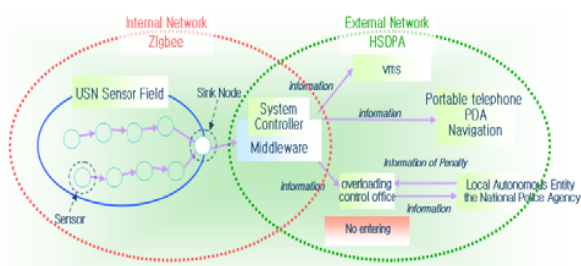 Internal Network
Zigbee
External Network
HSDPA
USN Sensor Field
Sink Node
Sensor
System
Controller
Middleware
information
vms
information
Portable telephone
PDA
Navigation
information
Information of Penalty
overloading
control office
Local Autonomous Entity
the National Police Agency
information
No entering